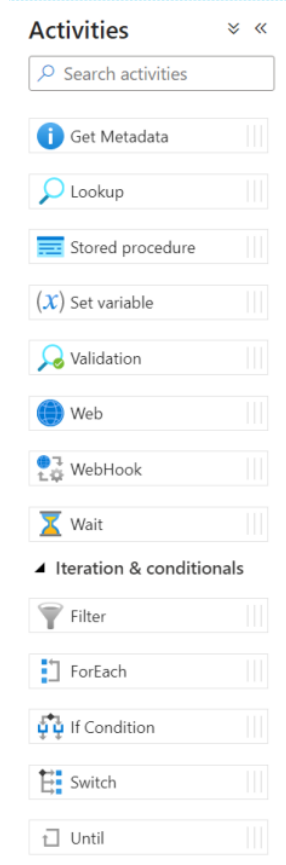 Activities
Search activities
Get Metadata
Lookup
Stored procedure
(x) Set variable
Validation
Web
WebHook
Wait
Iteration & conditionals
Filter
ForEach
If Condition
Switch
Until